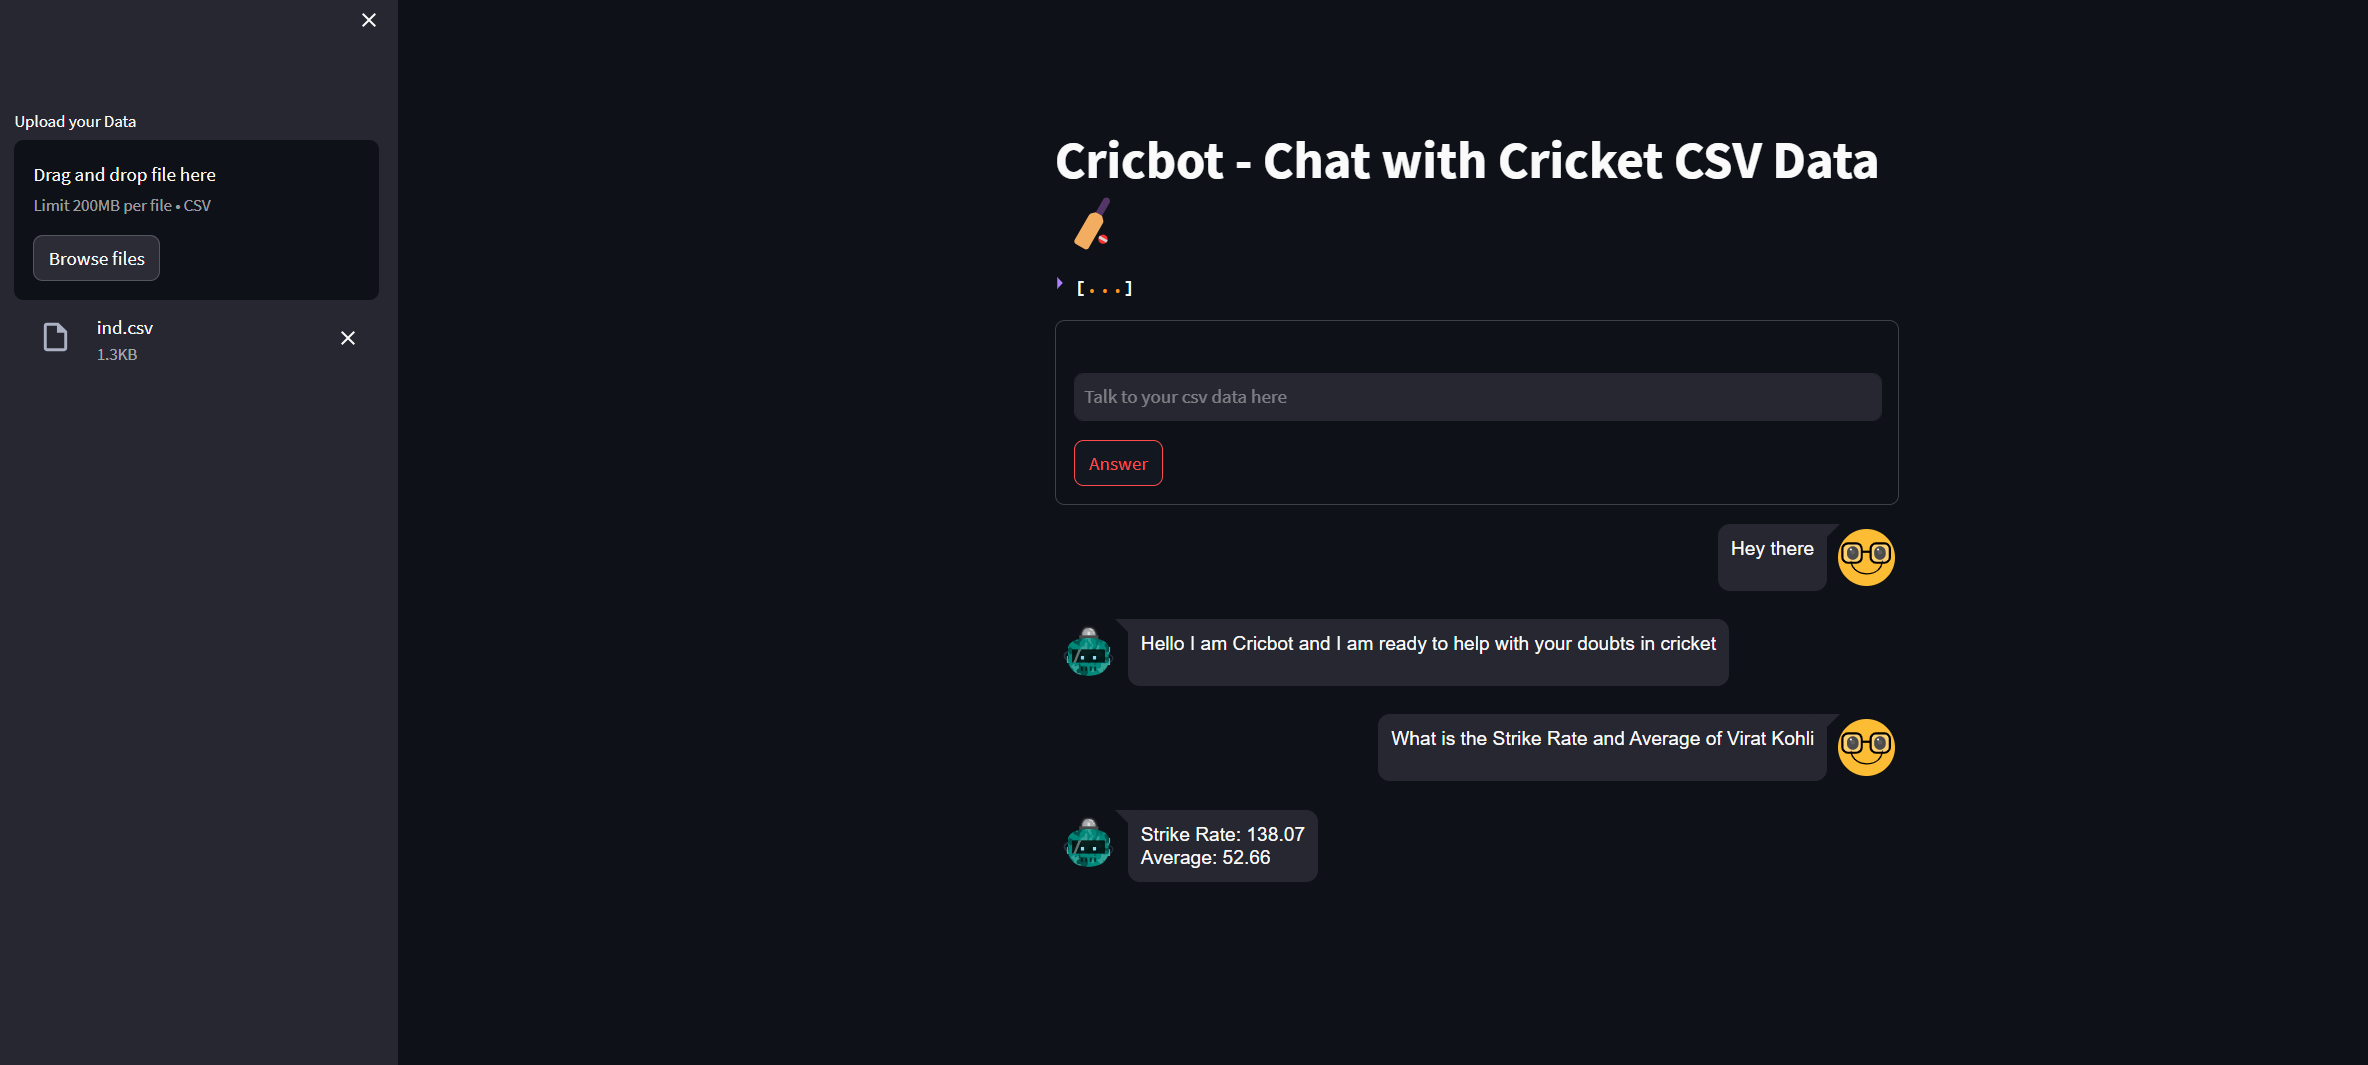 Upload your Data
Drag and drop file here
Limit 200MB per file • CSV
Browse files
ind.csv
1.3KB
Cricbot - Chat with Cricket CSV Data
[...]
Talk to your csv data here
Answer
Hey there
Hello I am Cricbot and I am ready to help with your doubts in cricket
What is the Strike Rate and Average of Virat Kohli
Strike Rate: 138.07
Average: 52.66